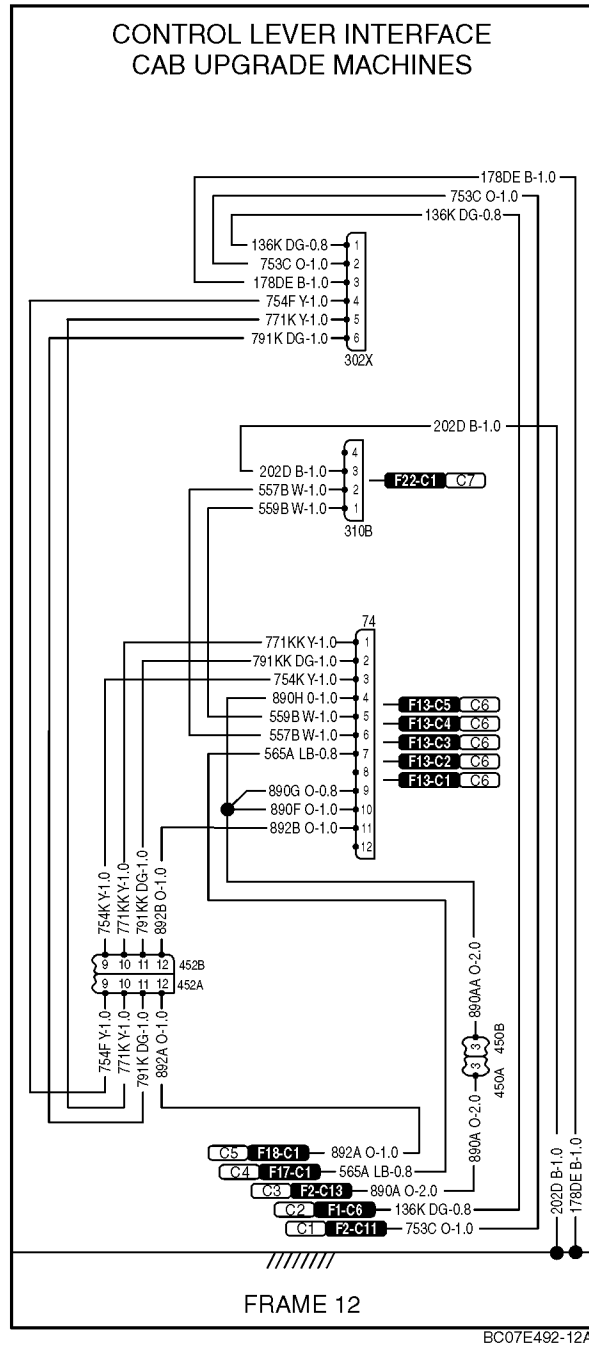 CONTROL LEVER INTERFACE
CAB UPGRADE MACHINES
178DE B-1.0
753C O-1.0
136K DG-0.8
136K DG-0.8 1
753C O-1.0 2
178DE B-1.0 3
754F Y-1.0 4
771K Y-1.0 5
791K DG-1.0 6
302X
202D B-1.0
4
202D B-1.0 3
557B W-1.0 2 F22-C1 C7
559B W-1.0 1
310B
74
771KK Y-1.0 1
791KK DG-1.0 2
754K Y-1.0 3
890H 0-1.0 4 F13-C5 C6
559B W-1.0 5 F13-C4 C6
557B W-1.0 6 F13-C3 C6
565A LB-0.8 7 F13-C2 C6
8 F13-C1 C6
890G O-0.8 9
890F O-1.0 10
892B O-1.0 11
12
754K Y-1.0
771KK Y-1.0
791KK DG-1.0
892B O-1.0
9 10 11 12 452B
9 10 11 12 452A
754F Y-1.0
771K Y-1.0
791K DG-1.0
892A O-1.0
890AA O-2.0
3 450B
3 450A
890A O-2.0
C5 F18-C1 892A O-1.0
C4 F17-C1 565A LB-0.8
C3 F2-C13 890A O-2.0
C2 F1-C6 136K DG-0.8
C1 F2-C11 753C O-1.0
202D B-1.0
178DE B-1.0
FRAME 12
BC07E492-12A